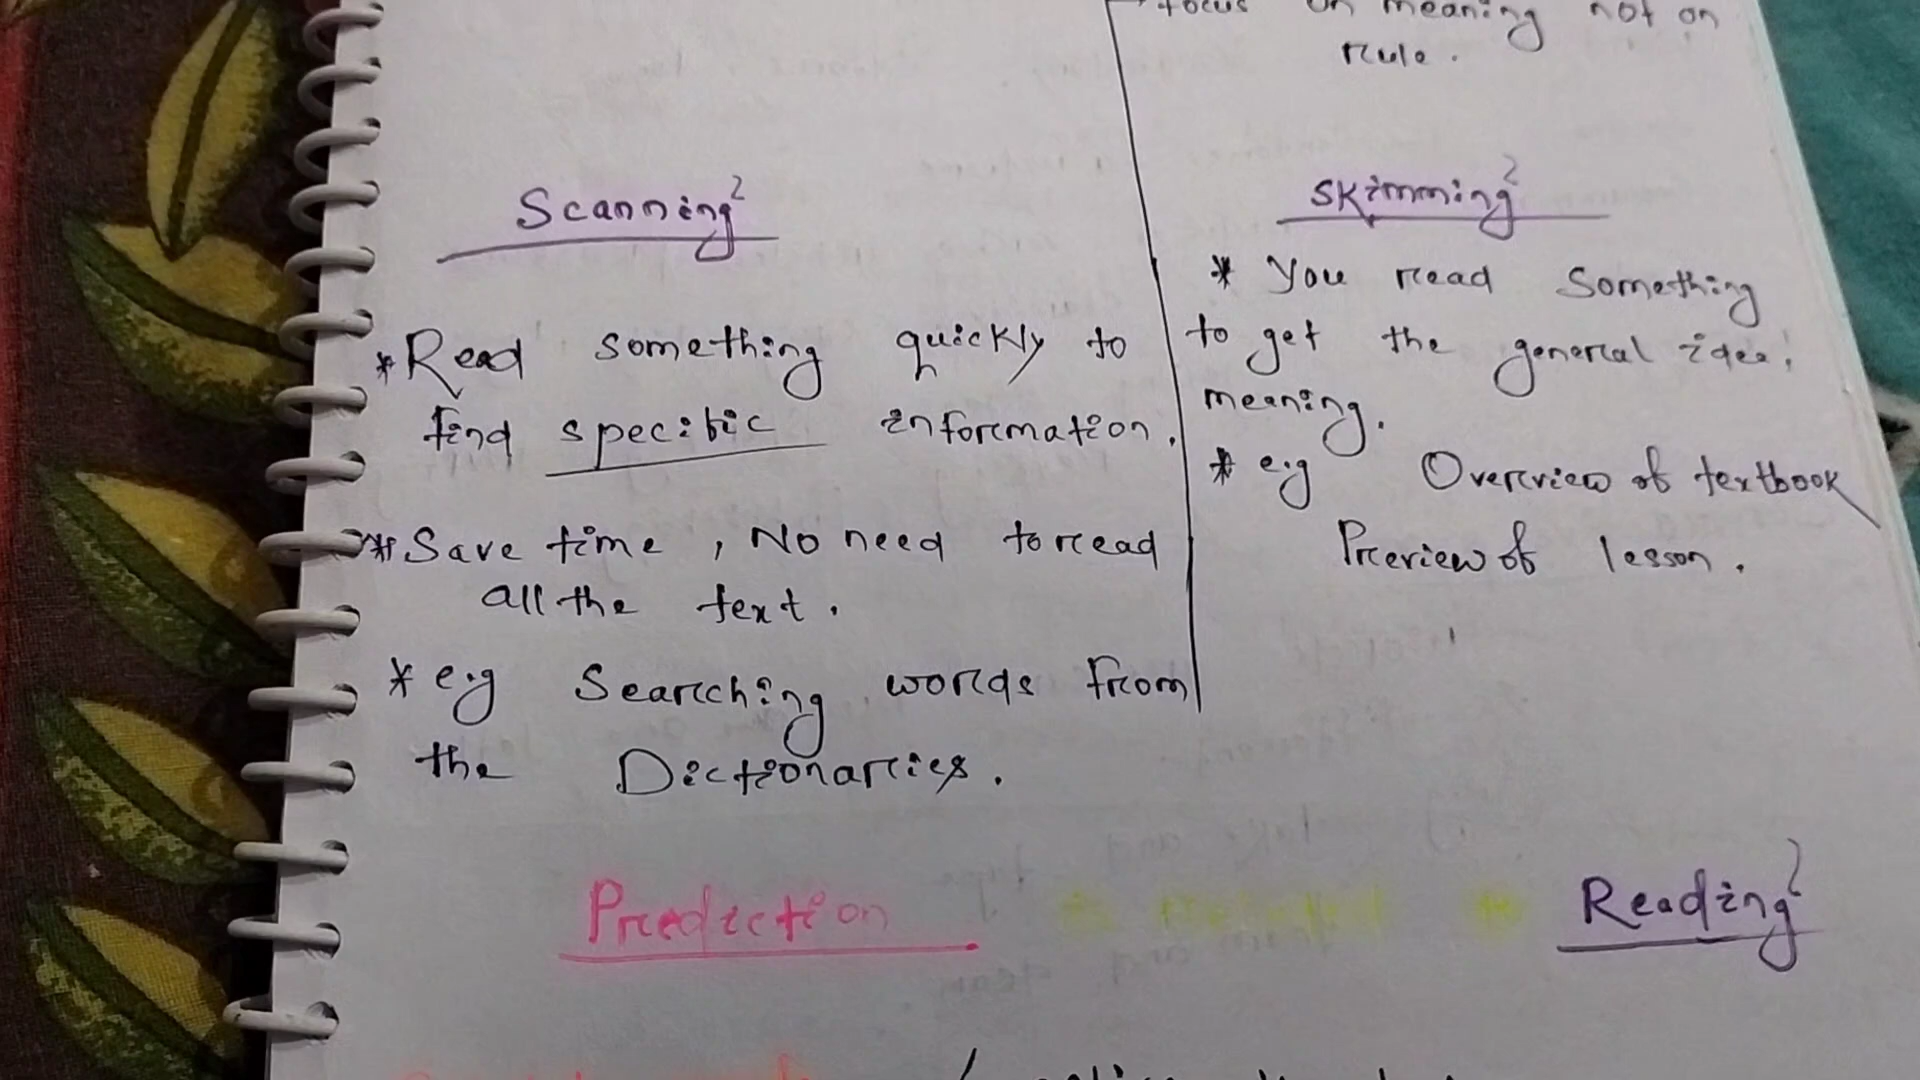 focus on meaning not on
rule.
Scanning
* Read something quickly to
find specific information.
* Save time, No need to read
all the text.
* e.g Searching words from
the Dictionaries.
Skimming
* You read something
to get the general idea,
meaning.
* e.g Overview of textbook
Preview of lesson.
Prediction
Reading